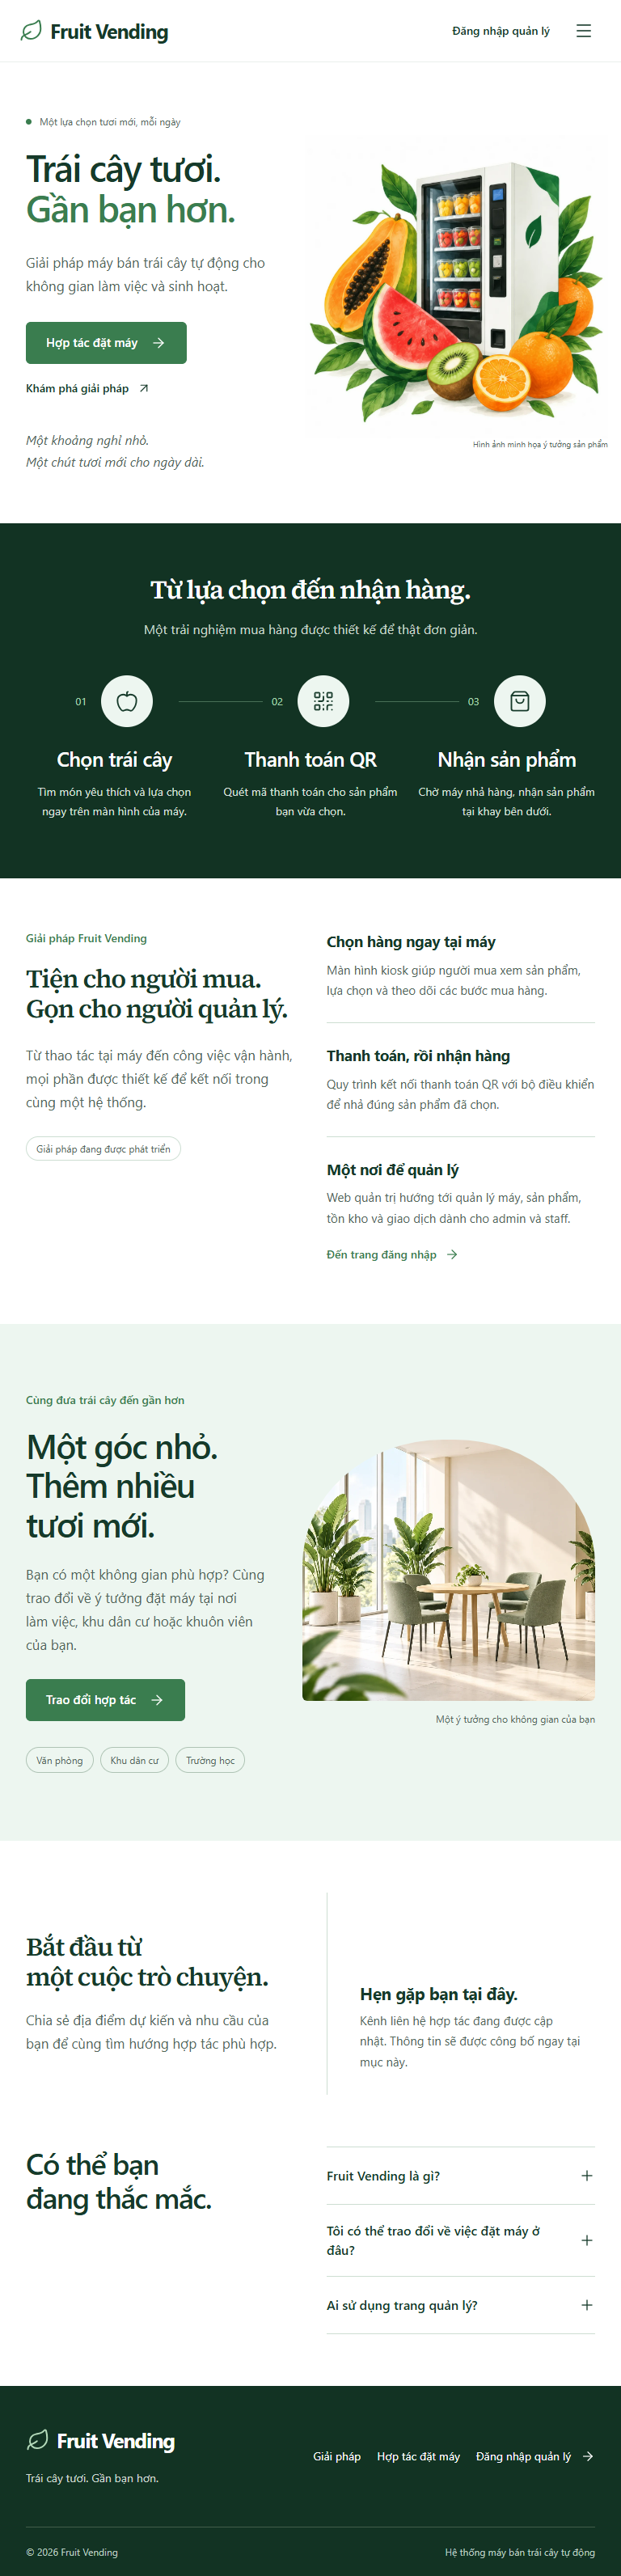 Fruit Vending
Đăng nhập quản lý
Một lựa chọn tươi mới, mỗi ngày
Trái cây tươi.
Gần bạn hơn.
Giải pháp máy bán trái cây tự động cho
không gian làm việc và sinh hoạt.
Hợp tác đặt máy
Khám phá giải pháp
Một khoảng nghỉ nhỏ.
Một chút tươi mới cho ngày dài.
Hình ảnh minh họa ý tưởng sản phẩm
Từ lựa chọn đến nhận hàng.
Một trải nghiệm mua hàng được thiết kế để thật đơn giản.
01
02
03
Chọn trái cây
Tìm món yêu thích và lựa chọn
ngay trên màn hình của máy.
Thanh toán QR
Quét mã thanh toán cho sản phẩm
bạn vừa chọn.
Nhận sản phẩm
Chờ máy nhả hàng, nhận sản phẩm
tại khay bên dưới.
Giải pháp Fruit Vending
Tiện cho người mua.
Gọn cho người quản lý.
Từ thao tác tại máy đến công việc vận hành,
mọi phần được thiết kế để kết nối trong
cùng một hệ thống.
Giải pháp đang được phát triển
Chọn hàng ngay tại máy
Màn hình kiosk giúp người mua xem sản phẩm,
lựa chọn và theo dõi các bước mua hàng.
Thanh toán, rồi nhận hàng
Quy trình kết nối thanh toán QR với bộ điều khiển
để nhả đúng sản phẩm đã chọn.
Một nơi để quản lý
Web quản trị hướng tới quản lý máy, sản phẩm,
tồn kho và giao dịch dành cho admin và staff.
Đến trang đăng nhập
Cùng đưa trái cây đến gần hơn
Một góc nhỏ.
Thêm nhiều
tươi mới.
Bạn có một không gian phù hợp? Cùng
trao đổi về ý tưởng đặt máy tại nơi
làm việc, khu dân cư hoặc khuôn viên
của bạn.
Trao đổi hợp tác
Văn phòng
Khu dân cư
Trường học
Một ý tưởng cho không gian của bạn
Bắt đầu từ
một cuộc trò chuyện.
Chia sẻ địa điểm dự kiến và nhu cầu của
bạn để cùng tìm hướng hợp tác phù hợp.
Hẹn gặp bạn tại đây.
Kênh liên hệ hợp tác đang được cập
nhật. Thông tin sẽ được công bố ngay tại
mục này.
Có thể bạn
đang thắc mắc.
Fruit Vending là gì?
Tôi có thể trao đổi về việc đặt máy ở
đâu?
Ai sử dụng trang quản lý?
Fruit Vending
Trái cây tươi. Gần bạn hơn.
Giải pháp
Hợp tác đặt máy
Đăng nhập quản lý
© 2026 Fruit Vending
Hệ thống máy bán trái cây tự động